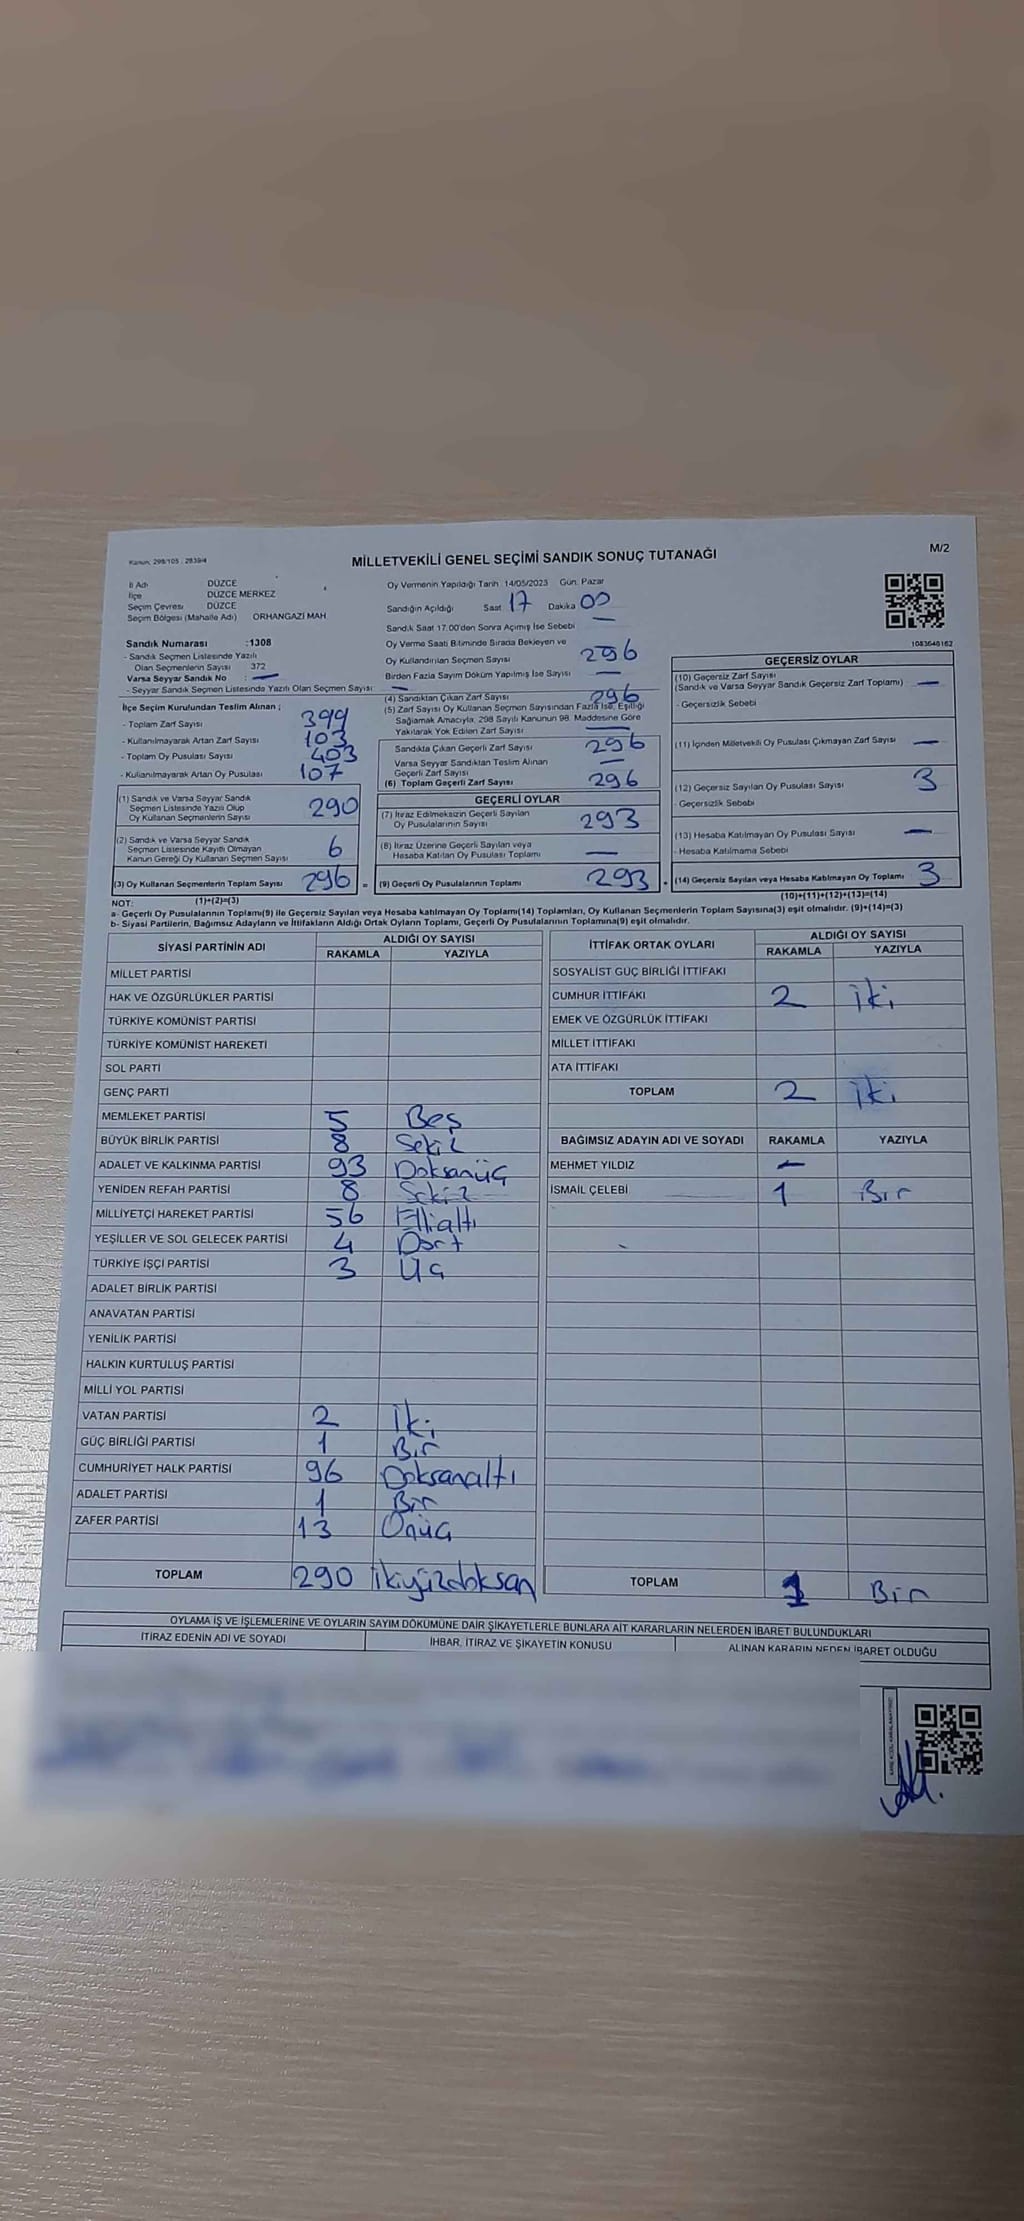 Kanun: 298/105 : 2839/4
MİLLETVEKİLİ GENEL SEÇİMİ SANDIK SONUÇ TUTANAĞI
M/2
İl Adı DÜZCE
İlçe DÜZCE MERKEZ
Seçim Çevresi DÜZCE
Seçim Bölgesi (Mahalle Adı) ORHANGAZİ MAH
Sandık Numarası :1308
- Sandık Seçmen Listesinde Yazılı
Olan Seçmenlerin Sayısı 372
Varsa Seyyar Sandık No : —
- Seyyar Sandık Seçmen Listesinde Yazılı Olan Seçmen Sayısı: —
İlçe Seçim Kurulundan Teslim Alınan ;
- Toplam Zarf Sayısı 399
- Kullanılmayarak Artan Zarf Sayısı 103
- Toplam Oy Pusulası Sayısı 403
- Kullanılmayarak Artan Oy Pusulası 107
(1) Sandık ve Varsa Seyyar Sandık
Seçmen Listesinde Yazılı Olup
Oy Kullanan Seçmenlerin Sayısı 290
(2) Sandık ve Varsa Seyyar Sandık
Seçmen Listesinde Kayıtlı Olmayan
Kanun Gereği Oy Kullanan Seçmen Sayısı 6
(3) Oy Kullanan Seçmenlerin Toplam Sayısı 296 =
Oy Vermenin Yapıldığı Tarih 14/05/2023 Gün: Pazar
Sandığın Açıldığı Saat 17 Dakika 00
Sandık Saat 17.00'den Sonra Açılmış İse Sebebi —
Oy Verme Saati Bitiminde Sırada Bekleyen ve
Oy Kullandırılan Seçmen Sayısı 296
Birden Fazla Sayım Döküm Yapılmış İse Sayısı —
(4) Sandıktan Çıkan Zarf Sayısı 296
(5) Zarf Sayısı Oy Kullanan Seçmen Sayısından Fazla İse, Eşitliği
Sağlamak Amacıyla, 298 Sayılı Kanunun 98. Maddesine Göre
Yakılarak Yok Edilen Zarf Sayısı —
Sandıkta Çıkan Geçerli Zarf Sayısı 296
Varsa Seyyar Sandıktan Teslim Alınan
Geçerli Zarf Sayısı —
(6) Toplam Geçerli Zarf Sayısı 296
GEÇERLİ OYLAR
(7) İtiraz Edilmeksizin Geçerli Sayılan
Oy Pusulalarının Sayısı 293
(8) İtiraz Üzerine Geçerli Sayılan veya
Hesaba Katılan Oy Pusulası Toplamı —
(9) Geçerli Oy Pusulalarının Toplamı 293 +
1083648162
GEÇERSİZ OYLAR
(10) Geçersiz Zarf Sayısı
(Sandık ve Varsa Seyyar Sandık Geçersiz Zarf Toplamı) —
- Geçersizlik Sebebi
(11) İçinden Milletvekili Oy Pusulası Çıkmayan Zarf Sayısı —
(12) Geçersiz Sayılan Oy Pusulası Sayısı 3
- Geçersizlik Sebebi
(13) Hesaba Katılmayan Oy Pusulası Sayısı —
- Hesaba Katılmama Sebebi
(14) Geçersiz Sayılan veya Hesaba Katılmayan Oy Toplamı 3
NOT: (1)+(2)=(3) (10)+(11)+(12)+(13)=(14)
a- Geçerli Oy Pusulalarının Toplamı(9) ile Geçersiz Sayılan veya Hesaba katılmayan Oy Toplamı(14) Toplamları, Oy Kullanan Seçmenlerin Toplam Sayısına(3) eşit olmalıdır. (9)+(14)=(3)
b- Siyasi Partilerin, Bağımsız Adayların ve İttifakların Aldığı Ortak Oyların Toplamı, Geçerli Oy Pusulalarının Toplamına(9) eşit olmalıdır.
SİYASİ PARTİNİN ADI ALDIĞI OY SAYISI
RAKAMLA YAZIYLA
MİLLET PARTİSİ
HAK VE ÖZGÜRLÜKLER PARTİSİ
TÜRKİYE KOMÜNİST PARTİSİ
TÜRKİYE KOMÜNİST HAREKETİ
SOL PARTİ
GENÇ PARTİ
MEMLEKET PARTİSİ 5 Beş
BÜYÜK BİRLİK PARTİSİ 8 Sekiz
ADALET VE KALKINMA PARTİSİ 93 Doksanüç
YENİDEN REFAH PARTİSİ 8 Sekiz
MİLLİYETÇİ HAREKET PARTİSİ 56 Ellialtı
YEŞİLLER VE SOL GELECEK PARTİSİ 4 Dört
TÜRKİYE İŞÇİ PARTİSİ 3 Üç
ADALET BİRLİK PARTİSİ
ANAVATAN PARTİSİ
YENİLİK PARTİSİ
HALKIN KURTULUŞ PARTİSİ
MİLLİ YOL PARTİSİ
VATAN PARTİSİ 2 İki
GÜÇ BİRLİĞİ PARTİSİ 1 Bir
CUMHURİYET HALK PARTİSİ 96 Doksanaltı
ADALET PARTİSİ 1 Bir
ZAFER PARTİSİ 13 Onüç
TOPLAM 290 ikiyüzdoksan
İTTİFAK ORTAK OYLARI ALDIĞI OY SAYISI
RAKAMLA YAZIYLA
SOSYALİST GÜÇ BİRLİĞİ İTTİFAKI
CUMHUR İTTİFAKI 2 İki
EMEK VE ÖZGÜRLÜK İTTİFAKI
MİLLET İTTİFAKI
ATA İTTİFAKI
TOPLAM 2 İki
BAĞIMSIZ ADAYIN ADI VE SOYADI RAKAMLA YAZIYLA
MEHMET YILDIZ —
İSMAİL ÇELEBİ 1 Bir
TOPLAM 1 Bir
OYLAMA İŞ VE İŞLEMLERİNE VE OYLARIN SAYIM DÖKÜMÜNE DAİR ŞİKAYETLERLE BUNLARA AİT KARARLARIN NELERDEN İBARET BULUNDUKLARI
İTİRAZ EDENİN ADI VE SOYADI İHBAR, İTİRAZ VE ŞİKAYETİN KONUSU ALINAN KARARIN NEDEN İBARET OLDUĞU